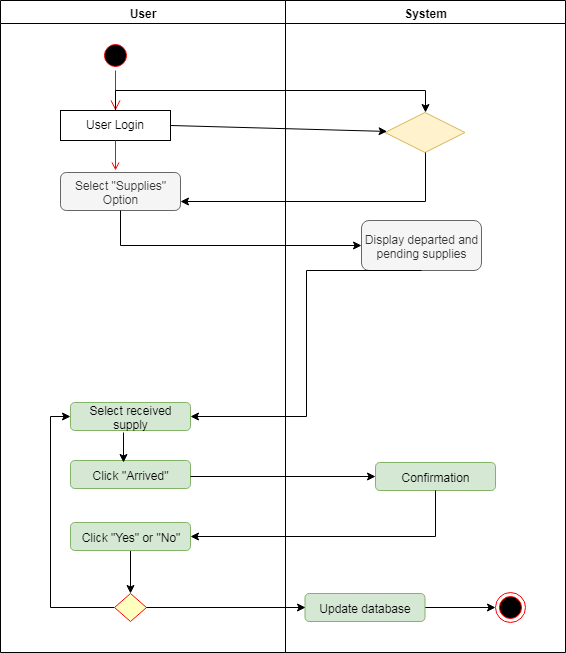 User
System
User Login
Select "Supplies"
Option
Display departed and
pending supplies
Select received
supply
Click "Arrived"
Confirmation
Click "Yes" or "No"
Update database